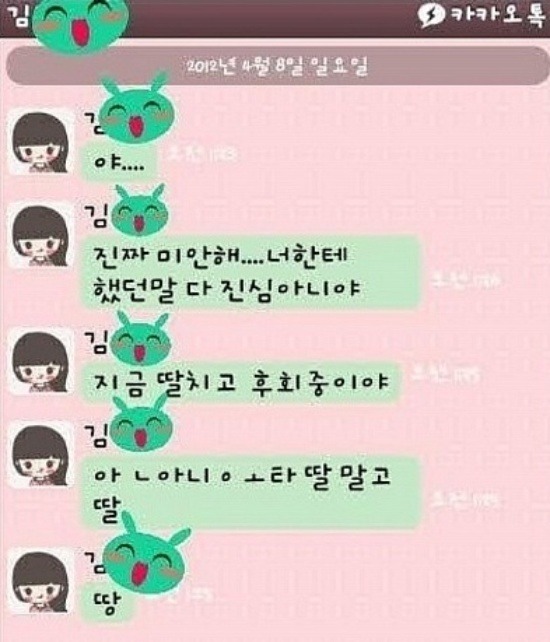 김
카카오톡
2012년 4월 8일 일요일
김
야....
김
진짜 미안해....너한테
했던말 다 진심아니야
김
지금 딸치고 후회중이야
김
아 ㄴ아니ㅇ ㅗ타 딸 말고
딸
김
땅